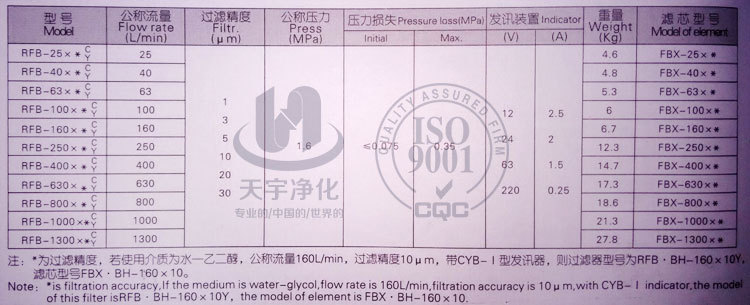 型号 Model 公称流量 Flow rate (L/min) 过滤精度 Filtr. (μm) 公称压力 Press (MPa) 压力损失Pressure loss(MPa) 发讯装置 Indicator 重量 Weight (Kg) 滤芯型号 Model of element
Initial Max. (V) (A)
RFB-25×*C/Y 25 4.6 FBX-25×*
RFB-40×*C/Y 40 4.8 FBX-40×*
RFB-63×*C/Y 63 5.3 FBX-63×*
RFB-100×*C/Y 100 1 12 2.5 6 FBX-100×*
RFB-160×*C/Y 160 3 6.7 FBX-160×*
RFB-250×*C/Y 250 5 1.6 ≤0.075 0.35 24 2 12.3 FBX-250×*
RFB-400×*C/Y 400 10 63 1.5 14.7 FBX-400×*
RFB-630×*C/Y 630 20 17.3 FBX-630×*
RFB-800×*C/Y 800 30 220 0.25 18.6 FBX-800×*
RFB-1000×*C/Y 1000 21.3 FBX-1000×*
RFB-1300×*C/Y 1300 27.8 FBX-1300×*
天宇净化
专业的/中国的/世界的
QUALITY ASSURED FIRM
ISO
9001
CQC
注：*为过滤精度，若使用介质为水一乙二醇，公称流量160L/min，过滤精度10μm，带CYB-Ⅰ型发讯器，则过滤器型号为RFB·BH-160×10Y，
滤芯型号FBX·BH-160×10。
Note：*is filtration accuracy,If the medium is water-glycol,flow rate is 160L/min,filtration accuracy is 10μm,with CYB-Ⅰ indicator,the model
of this filter isRFB·BH-160×10Y, the model of element is FBX·BH-160×10.